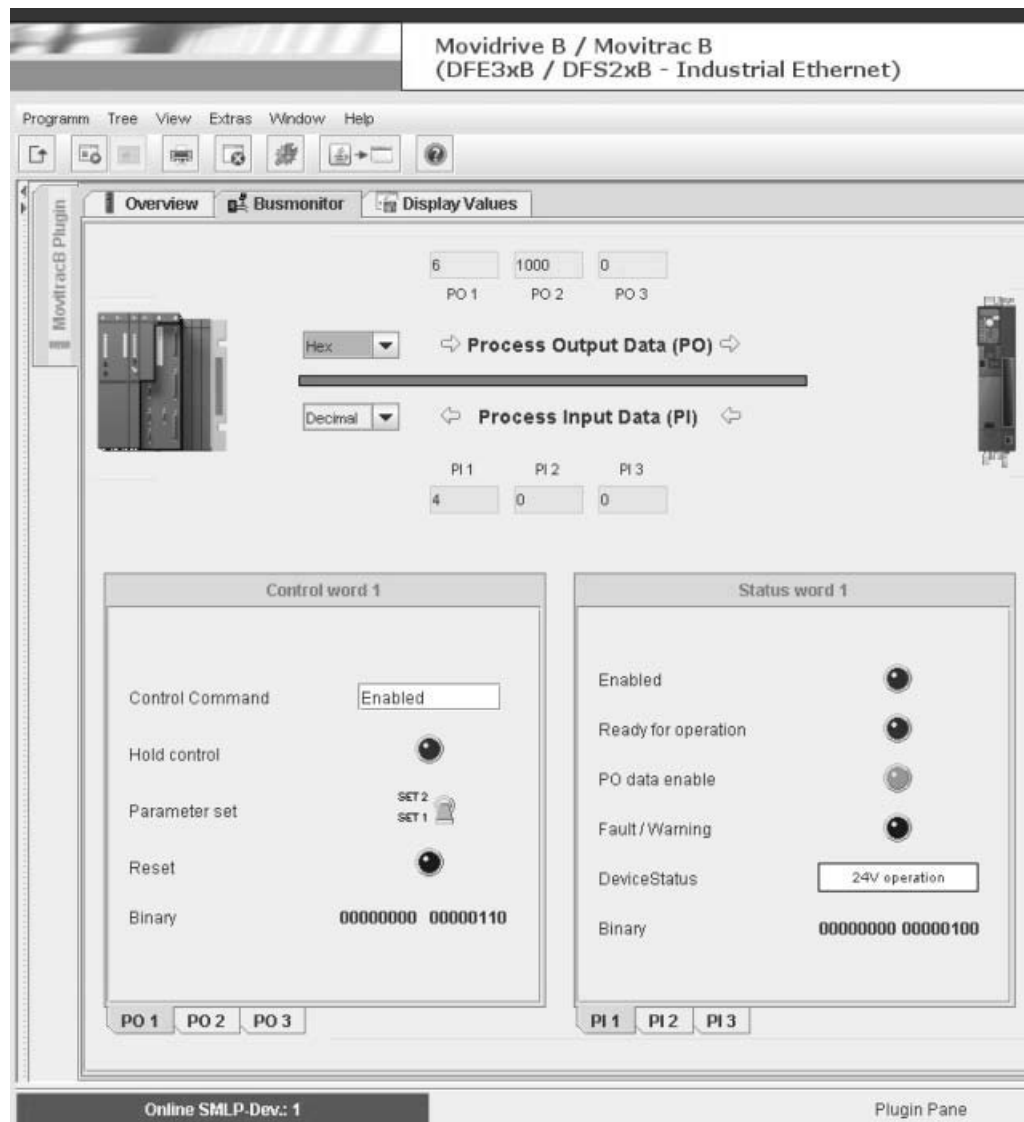 Movidrive B / Movitrac B
(DFE3xB / DFS2xB - Industrial Ethernet)
Programm Tree View Extras Window Help
MovitracB Plugin
Overview Busmonitor Display Values
6 1000 0
PO 1 PO 2 PO 3
Hex Process Output Data (PO)
Decimal Process Input Data (PI)
PI 1 PI 2 PI 3
4 0 0
Control word 1
Control Command Enabled
Hold control
Parameter set SET 2
SET 1
Reset
Binary 00000000 00000110
PO 1 PO 2 PO 3
Status word 1
Enabled
Ready for operation
PO data enable
Fault / Warning
DeviceStatus 24V operation
Binary 00000000 00000100
PI 1 PI 2 PI 3
Online SMLP-Dev.: 1 Plugin Pane